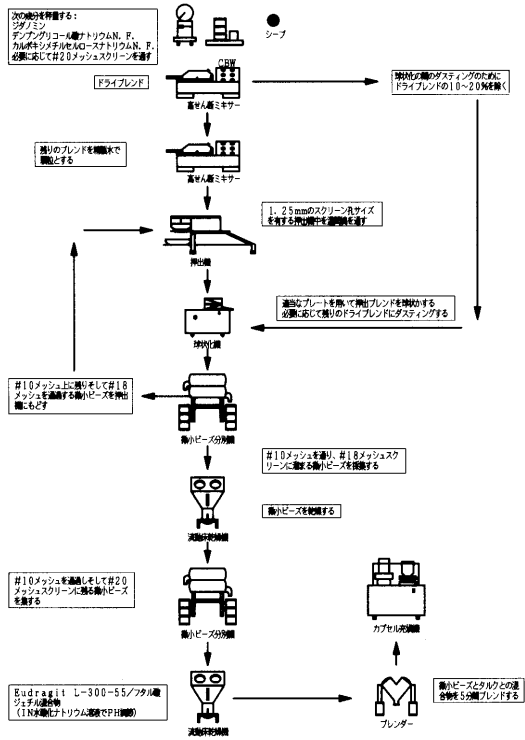 次の成分を秤量する：
ジダノミン
デンプングリコール酸ナトリウムN．F．
カルボキシメチルセルロースナトリウムN．F．
必要に応じて#20メッシュスクリーンを通す
シーブ
ドライブレンド
CBW
高せん断ミキサー
球状化の際のダスティングのために
ドライブレンドの10～20%を除く
残りのブレンドを精製水で
顆粒とする
高せん断ミキサー
1．25mmのスクリーン孔サイズ
を有する押出機中を湿潤塊を通す
押出機
適当なプレートを用いて押出ブレンドを球状かする
必要に応じて残りのドライブレンドにダスティングする
球状化機
#10メッシュ上に残りそして#18
メッシュを通過する微小ビーズを押出
機にもどす
微小ビーズ分別機
#10メッシュを通り、#18メッシュスク
リーンに溜まる微小ビーズを採集する
微小ビーズを乾燥する
流動床乾燥機
#10メッシュを通過しそして#20
メッシュスクリーンに残る微小ビーズ
を集する
微小ビーズ分別機
カプセル充填機
Eudragit L-300-55／フタル酸
ジェチル混合物
（IN水酸化ナトリウム溶液でPH調節）
流動床乾燥機
ブレンダー
微小ビーズとタルクとの混
合物を5分間ブレンドする